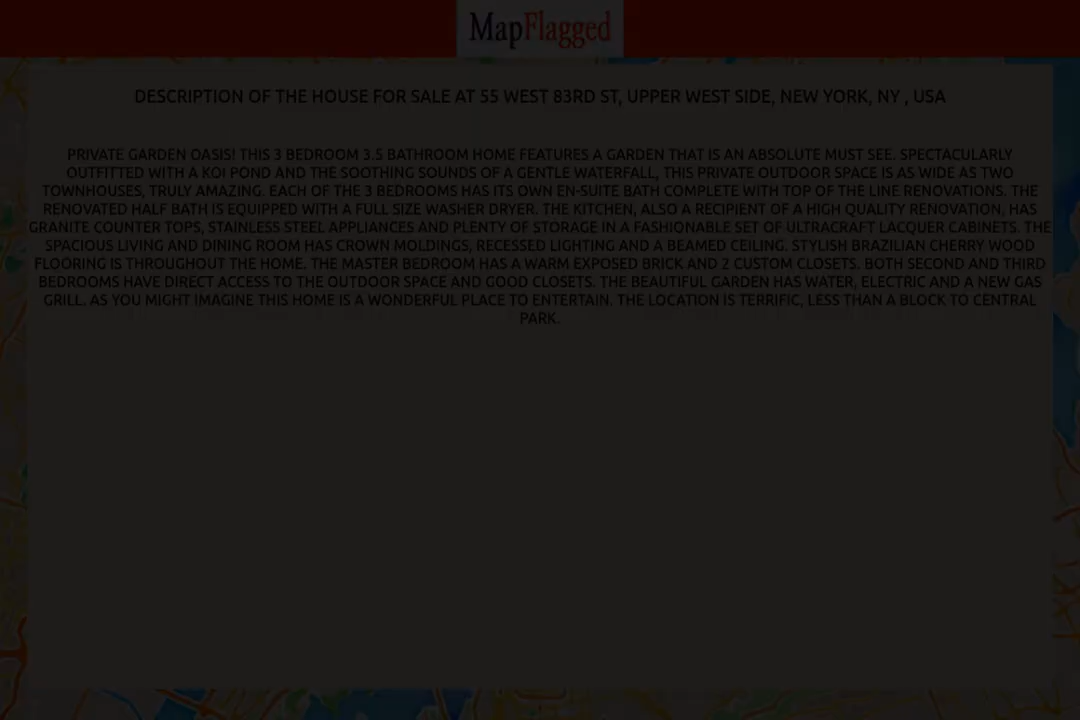 MapFlagged
DESCRIPTION OF THE HOUSE FOR SALE AT 55 WEST 83RD ST, UPPER WEST SIDE, NEW YORK, NY , USA
PRIVATE GARDEN OASIS! THIS 3 BEDROOM 3.5 BATHROOM HOME FEATURES A GARDEN THAT IS AN ABSOLUTE MUST SEE. SPECTACULARLY
OUTFITTED WITH A KOI POND AND THE SOOTHING SOUNDS OF A GENTLE WATERFALL, THIS PRIVATE OUTDOOR SPACE IS AS WIDE AS TWO
TOWNHOUSES, TRULY AMAZING. EACH OF THE 3 BEDROOMS HAS ITS OWN EN-SUITE BATH COMPLETE WITH TOP OF THE LINE RENOVATIONS. THE
RENOVATED HALF BATH IS EQUIPPED WITH A FULL SIZE WASHER DRYER. THE KITCHEN, ALSO A RECIPIENT OF A HIGH QUALITY RENOVATION, HAS
GRANITE COUNTER TOPS, STAINLESS STEEL APPLIANCES AND PLENTY OF STORAGE IN A FASHIONABLE SET OF ULTRACRAFT LACQUER CABINETS. THE
SPACIOUS LIVING AND DINING ROOM HAS CROWN MOLDINGS, RECESSED LIGHTING AND A BEAMED CEILING. STYLISH BRAZILIAN CHERRY WOOD
FLOORING IS THROUGHOUT THE HOME. THE MASTER BEDROOM HAS A WARM EXPOSED BRICK AND 2 CUSTOM CLOSETS. BOTH SECOND AND THIRD
BEDROOMS HAVE DIRECT ACCESS TO THE OUTDOOR SPACE AND GOOD CLOSETS. THE BEAUTIFUL GARDEN HAS WATER, ELECTRIC AND A NEW GAS
GRILL. AS YOU MIGHT IMAGINE THIS HOME IS A WONDERFUL PLACE TO ENTERTAIN. THE LOCATION IS TERRIFIC, LESS THAN A BLOCK TO CENTRAL
PARK.